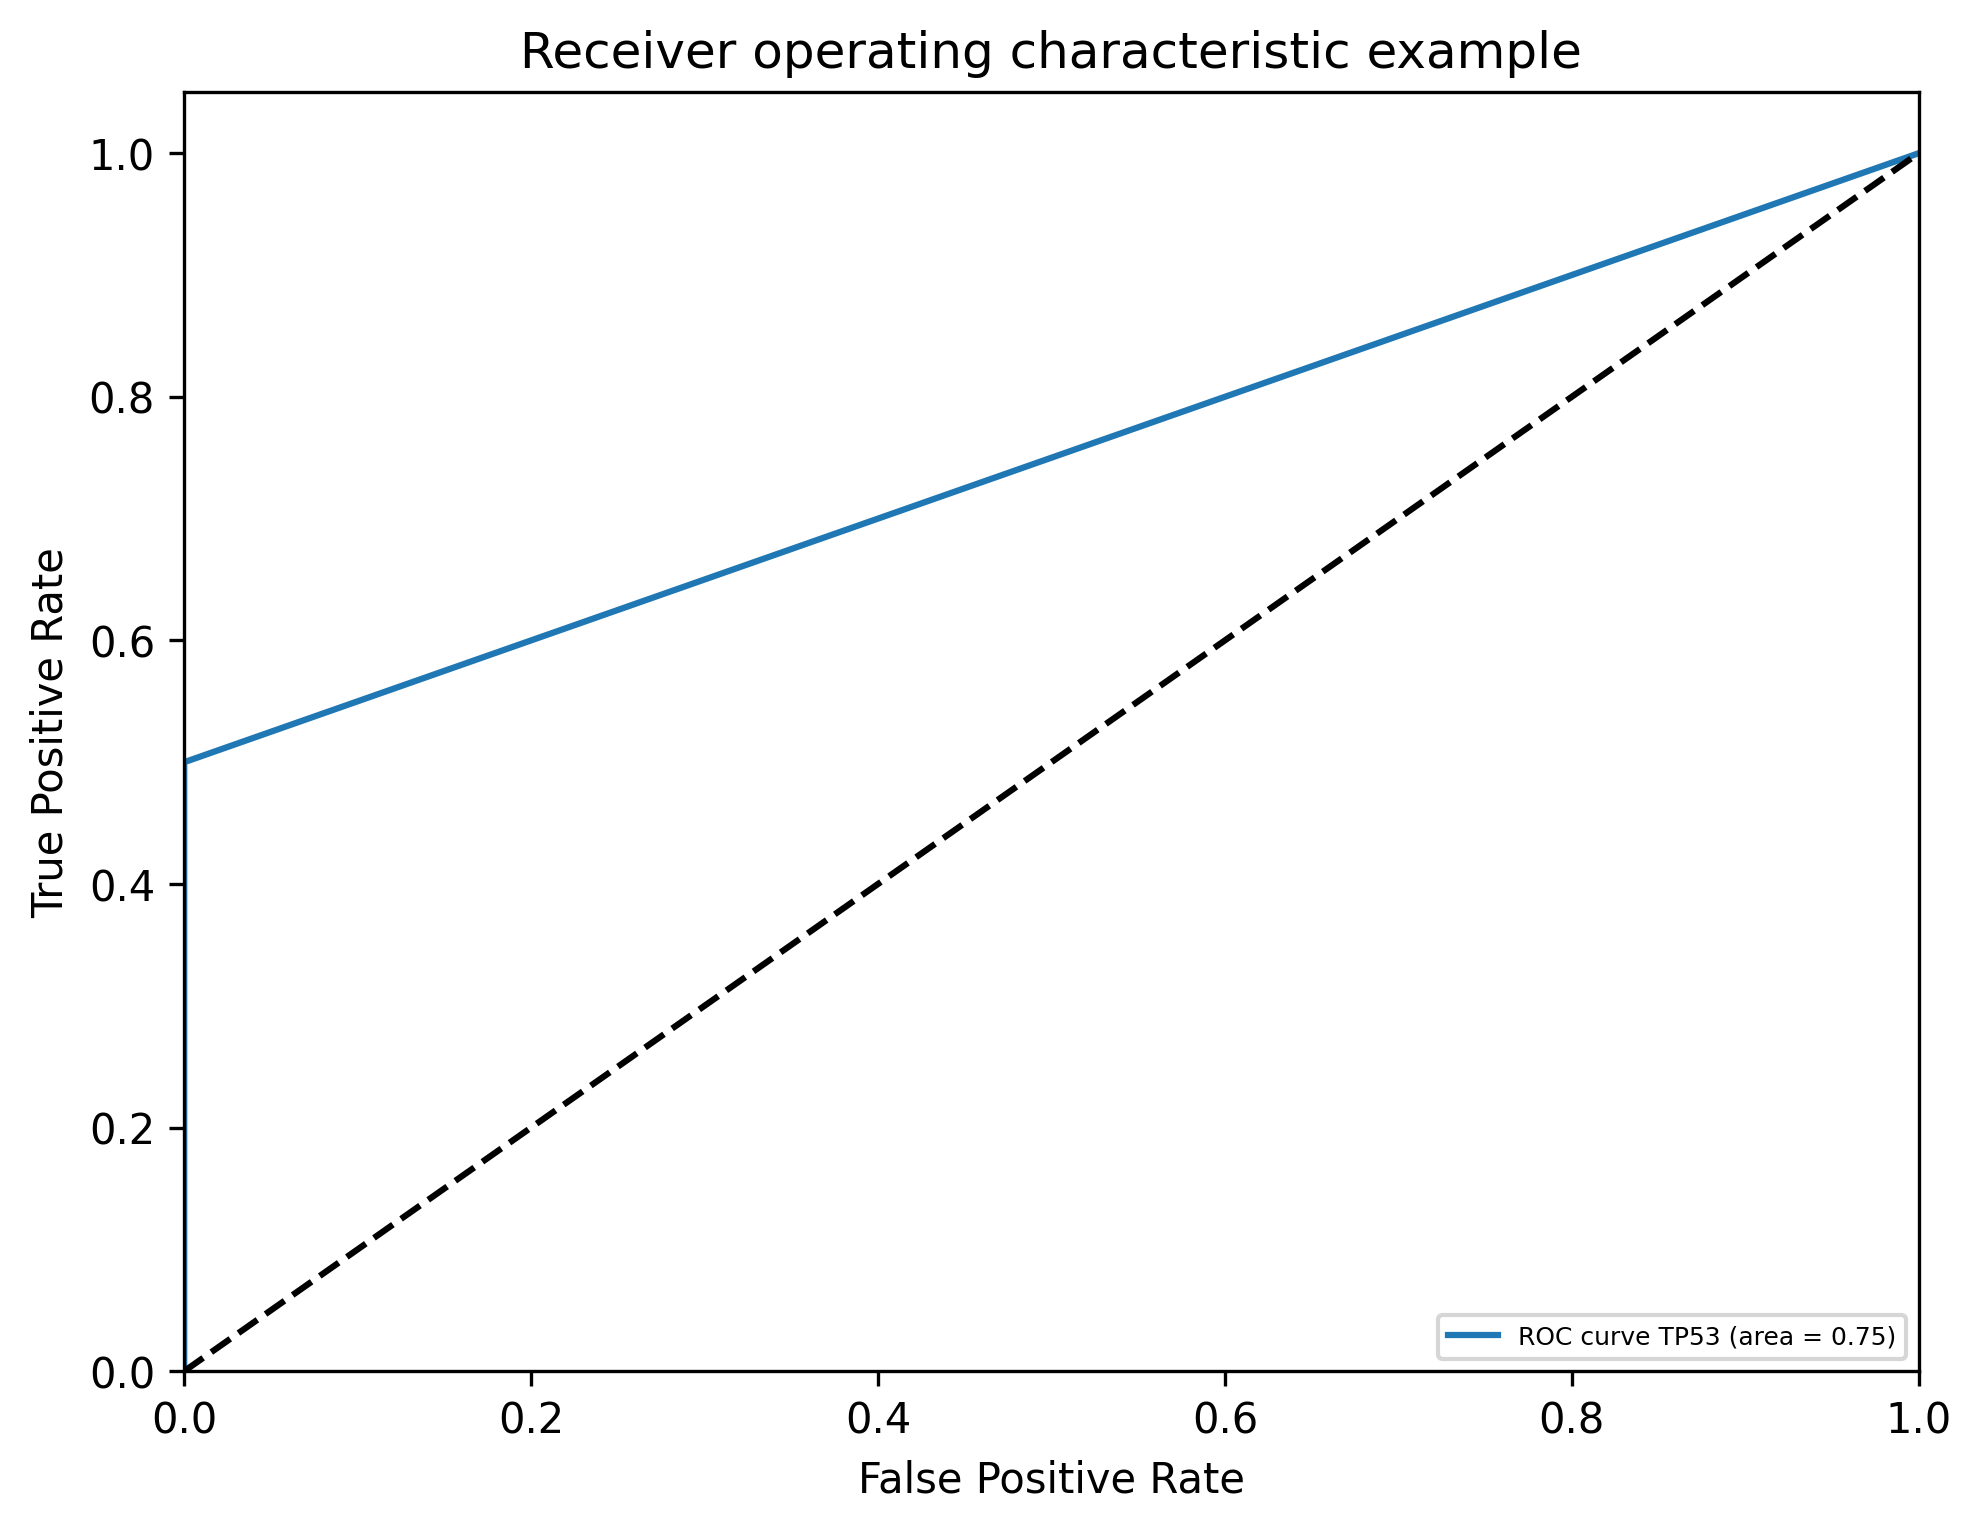 Receiver operating characteristic example
1.0
0.8
0.6
0.4
0.2
0.0
True Positive Rate
ROC curve TP53 (area = 0.75)
0.0 0.2 0.4 0.6 0.8 1.0
False Positive Rate